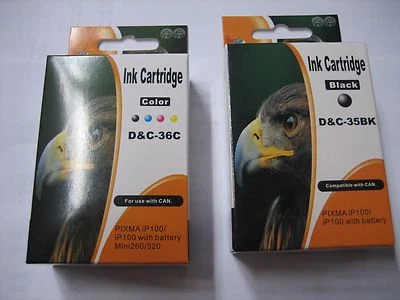 Ink Cartridge
Color
D&C-36C
For use with CAN.
PIXMA iP100/
iP100 with battery
Mini260/320
Ink Cartridge
Black
D&C-35BK
Compatible with CAN.
PIXMA iP100/
iP100 with battery